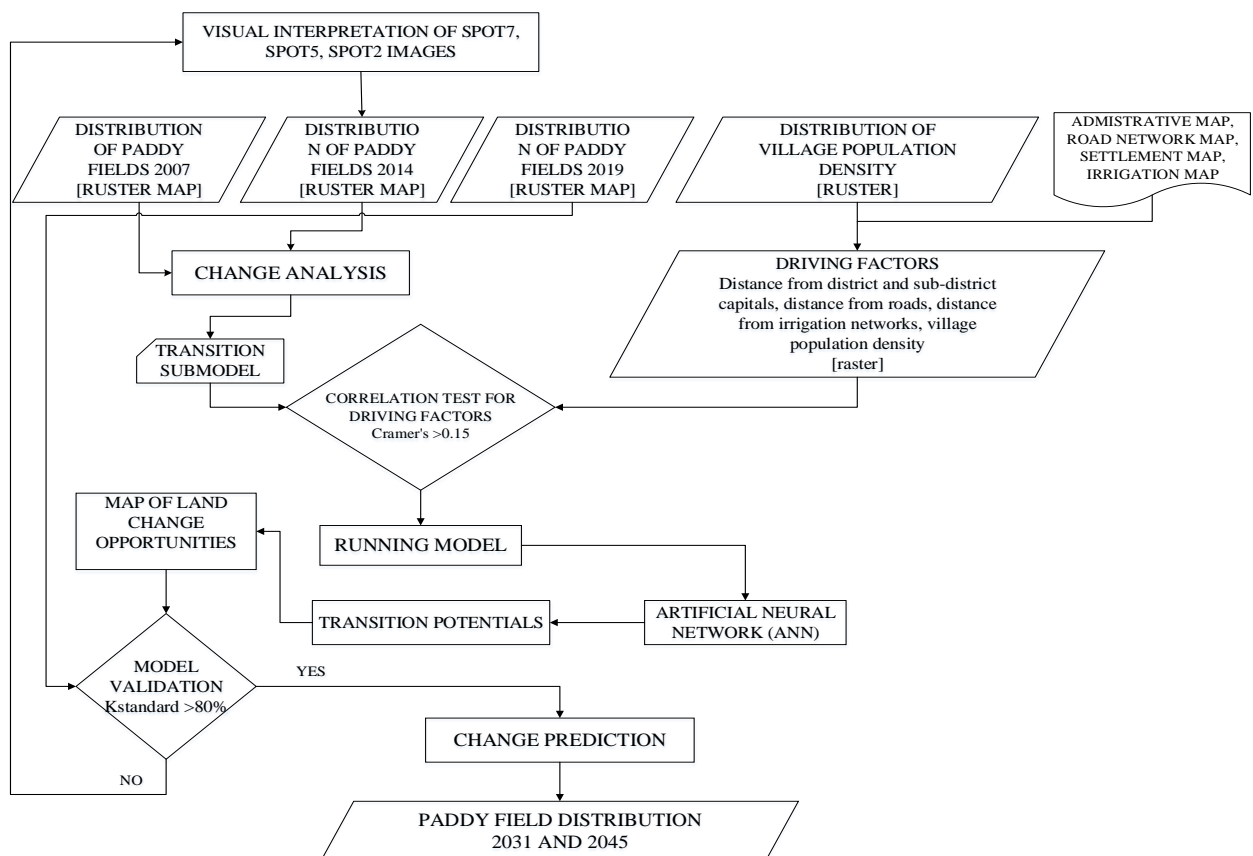 VISUAL INTERPRETATION OF SPOT7,
SPOT5, SPOT2 IMAGES
DISTRIBUTION
OF PADDY
FIELDS 2007
[RUSTER MAP]
DISTRIBUTIO
N OF PADDY
FIELDS 2014
[RUSTER MAP]
DISTRIBUTIO
N OF PADDY
FIELDS 2019
[RUSTER MAP]
DISTRIBUTION OF
VILLAGE POPULATION
DENSITY
[RUSTER]
ADMISTRATIVE MAP,
ROAD NETWORK MAP,
SETTLEMENT MAP,
IRRIGATION MAP
CHANGE ANALYSIS
DRIVING FACTORS
Distance from district and sub-district
capitals, distance from roads, distance
from irrigation networks, village
population density
[raster]
TRANSITION
SUBMODEL
CORRELATION TEST FOR
DRIVING FACTORS
Cramer's >0.15
MAP OF LAND
CHANGE
OPPORTUNITIES
RUNNING MODEL
TRANSITION POTENTIALS
ARTIFICIAL NEURAL
NETWORK (ANN)
MODEL
VALIDATION
Kstandard >80%
YES
CHANGE PREDICTION
NO
PADDY FIELD DISTRIBUTION
2031 AND 2045